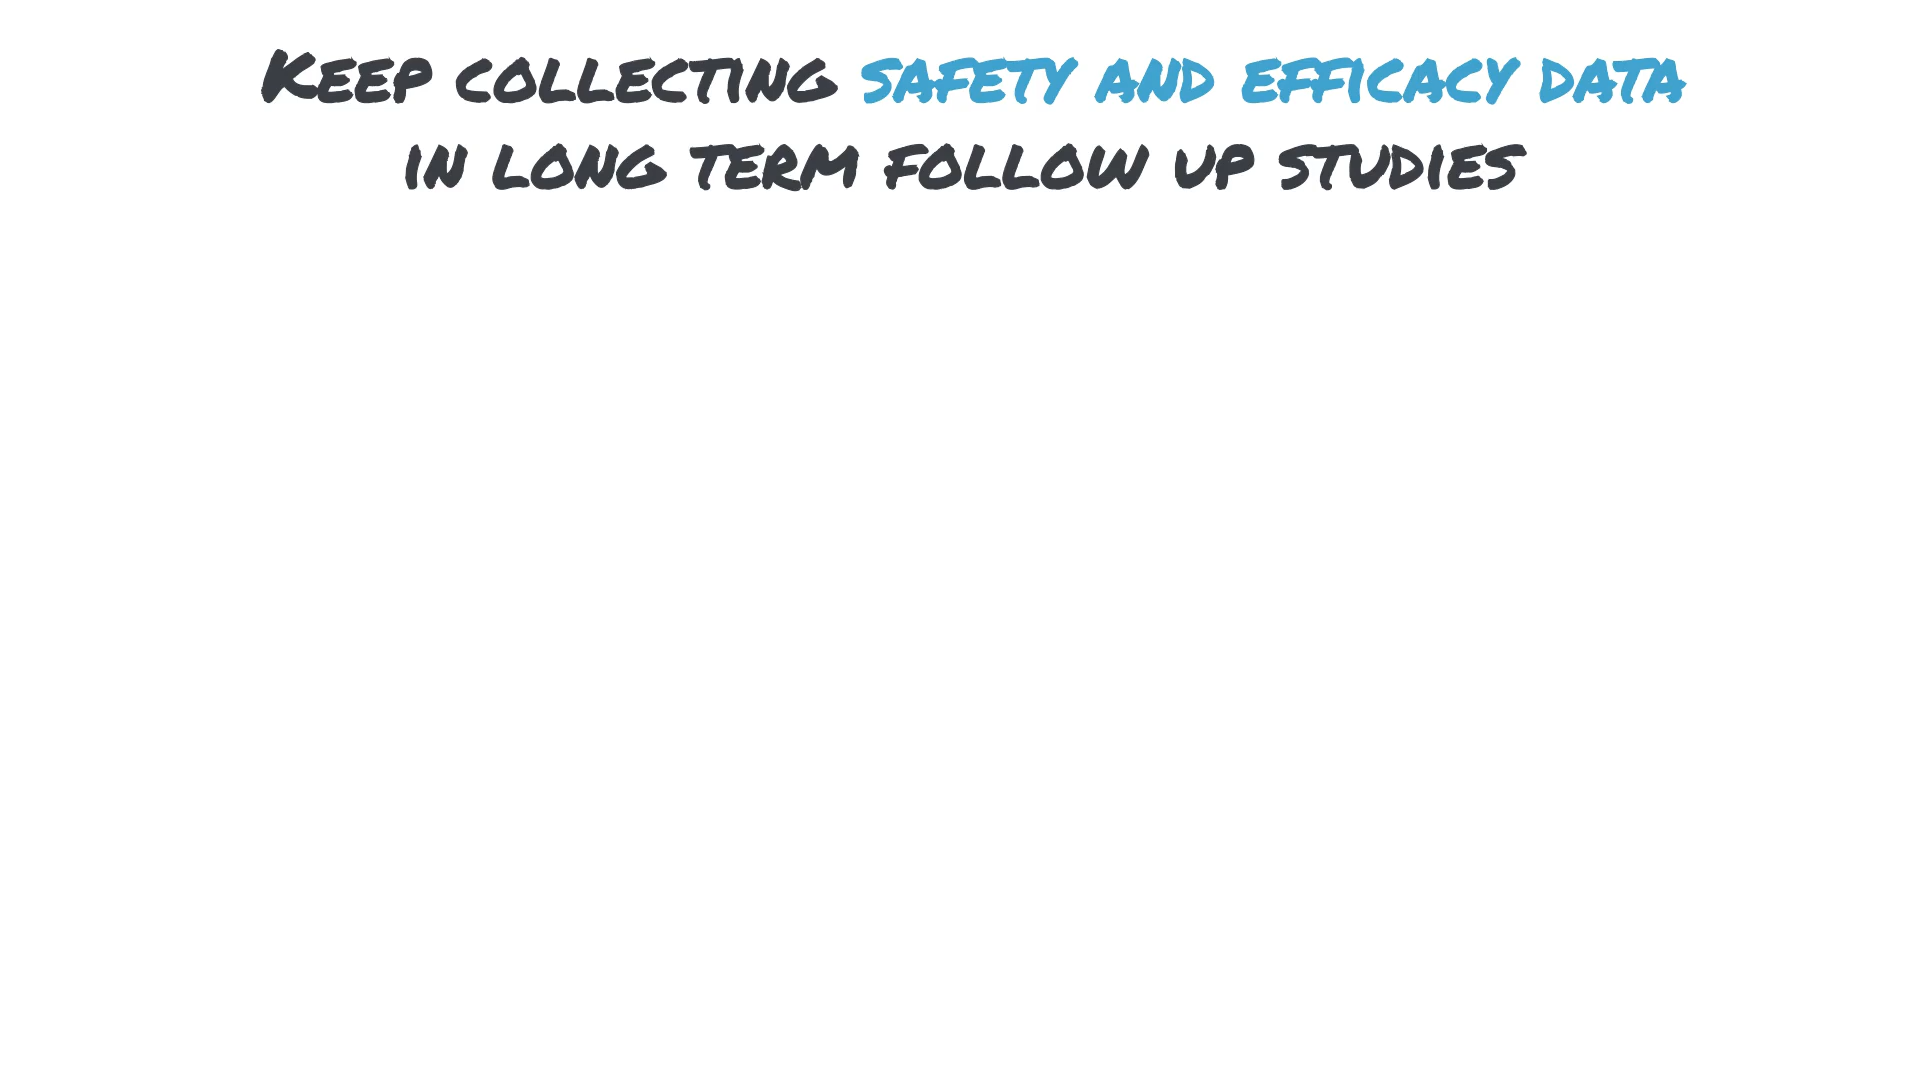 Keep collecting safety and efficacy data
in long term follow up studies